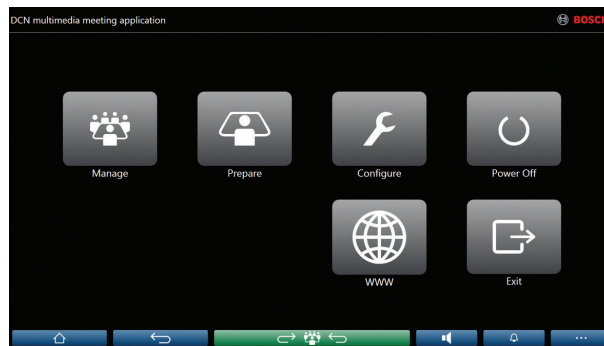 DCN multimedia meeting application
BOSCH
Manage
Prepare
Configure
Power Off
WWW
Exit